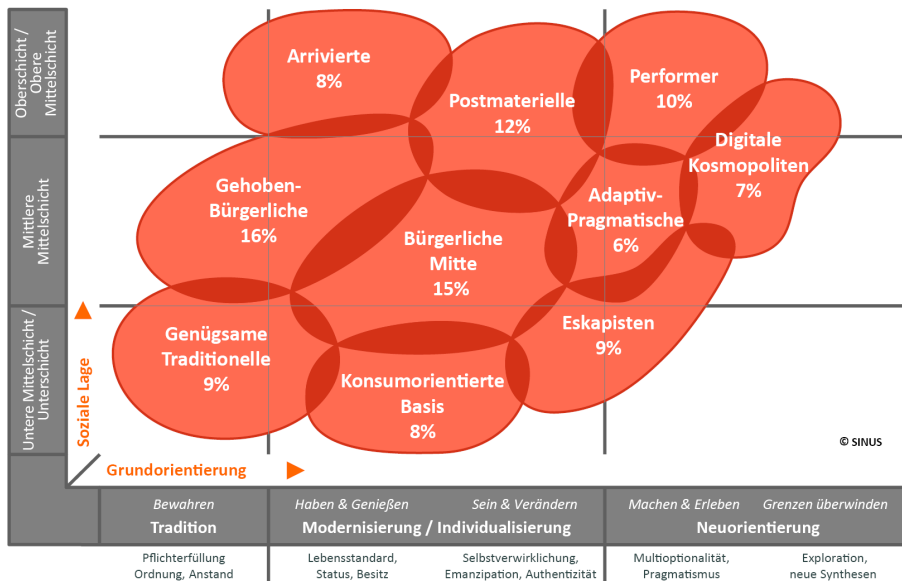 Oberschicht /
Obere
Mittelschicht
Mittlere
Mittelschicht
Untere Mittelschicht /
Unterschicht
Soziale Lage
Arrivierte
8%
Postmaterielle
12%
Performer
10%
Digitale
Kosmopoliten
7%
Gehoben-
Bürgerliche
16%
Adaptiv-
Pragmatische
6%
Bürgerliche
Mitte
15%
Genügsame
Traditionelle
9%
Eskapisten
9%
Konsumorientierte
Basis
8%
© SINUS
Grundorientierung
Bewahren
Tradition
Haben & Genießen
Sein & Verändern
Modernisierung / Individualisierung
Machen & Erleben
Grenzen überwinden
Neuorientierung
Pflichterfüllung
Ordnung, Anstand
Lebensstandard,
Status, Besitz
Selbstverwirklichung,
Emanzipation, Authentizität
Multioptionalität,
Pragmatismus
Exploration,
neue Synthesen